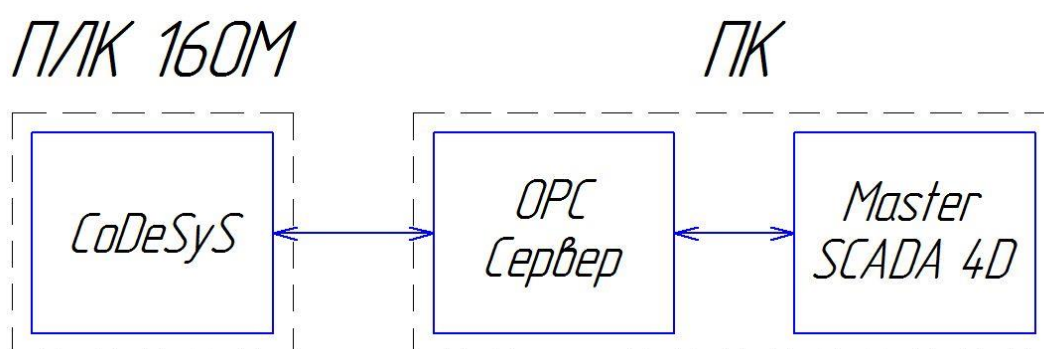 ПЛК 160М
ПК
CoDeSyS
OPC
Сервер
Master
SCADA 4D